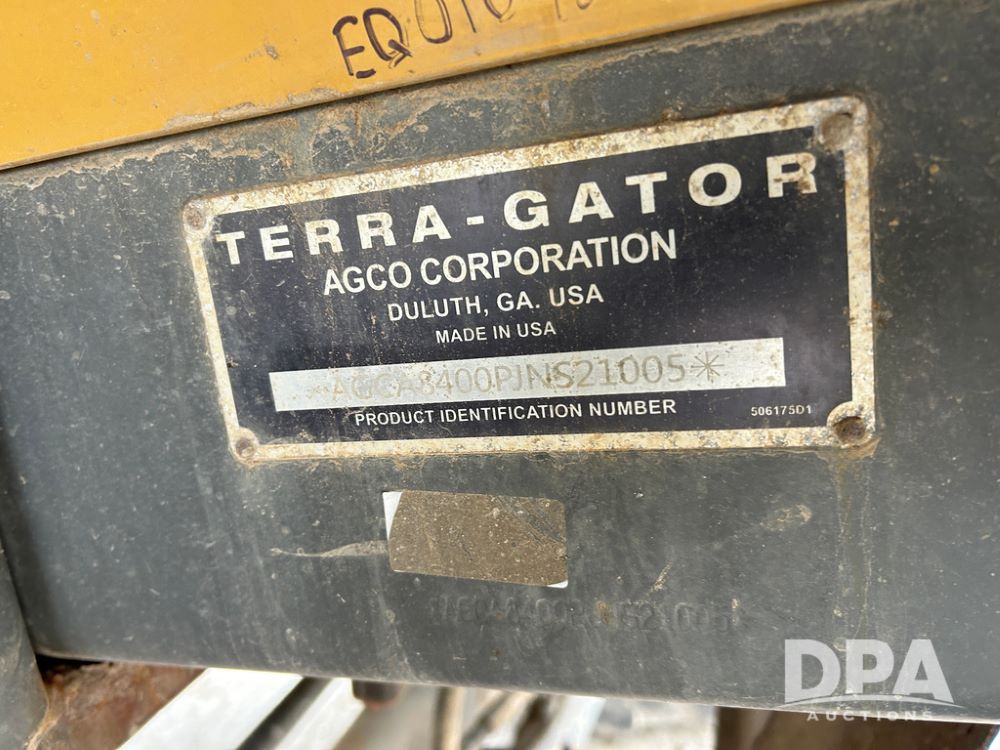 EQ
TERRA-GATOR
AGCO CORPORATION
DULUTH, GA. USA
MADE IN USA
*AGCA8400PJNS21005*
PRODUCT IDENTIFICATION NUMBER
506175D1
DPA
AUCTIONS